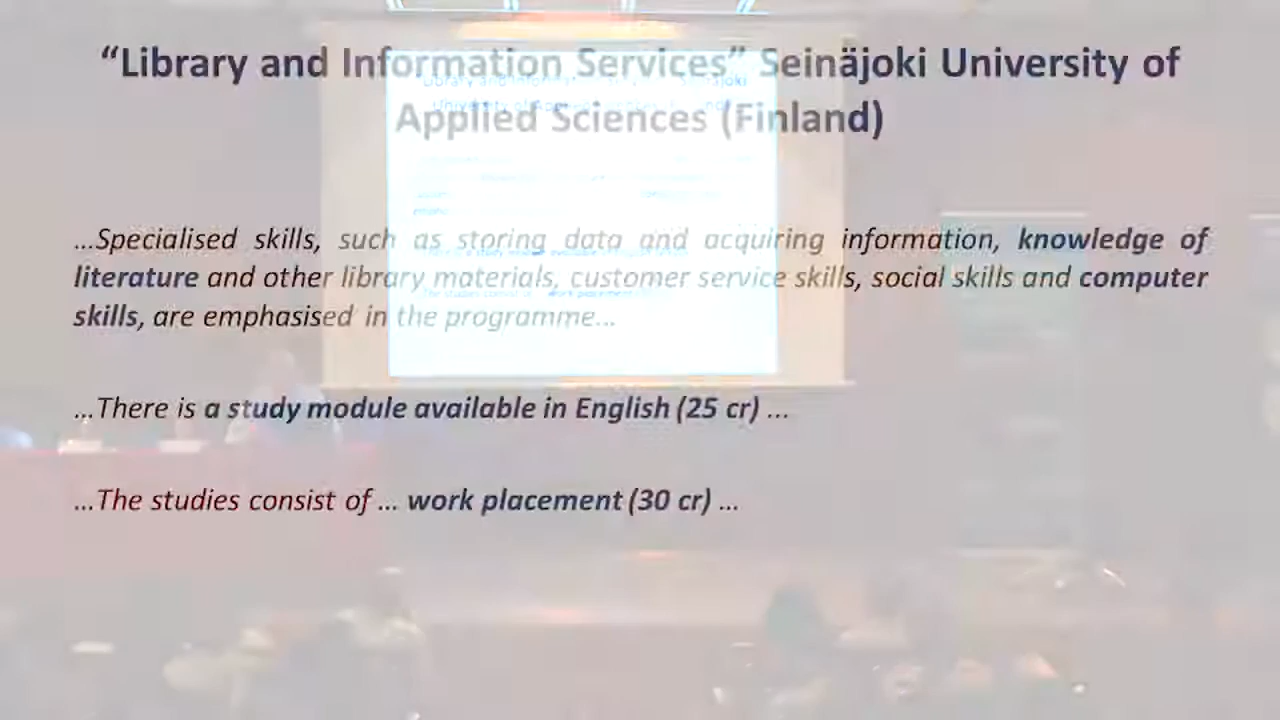 “Library and Information Services” Seinäjoki University of
Applied Sciences (Finland)
…Specialised skills, such as storing data and acquiring information, knowledge of
literature and other library materials, customer service skills, social skills and computer
skills, are emphasised in the programme…
…There is a study module available in English (25 cr) …
…The studies consist of … work placement (30 cr) …